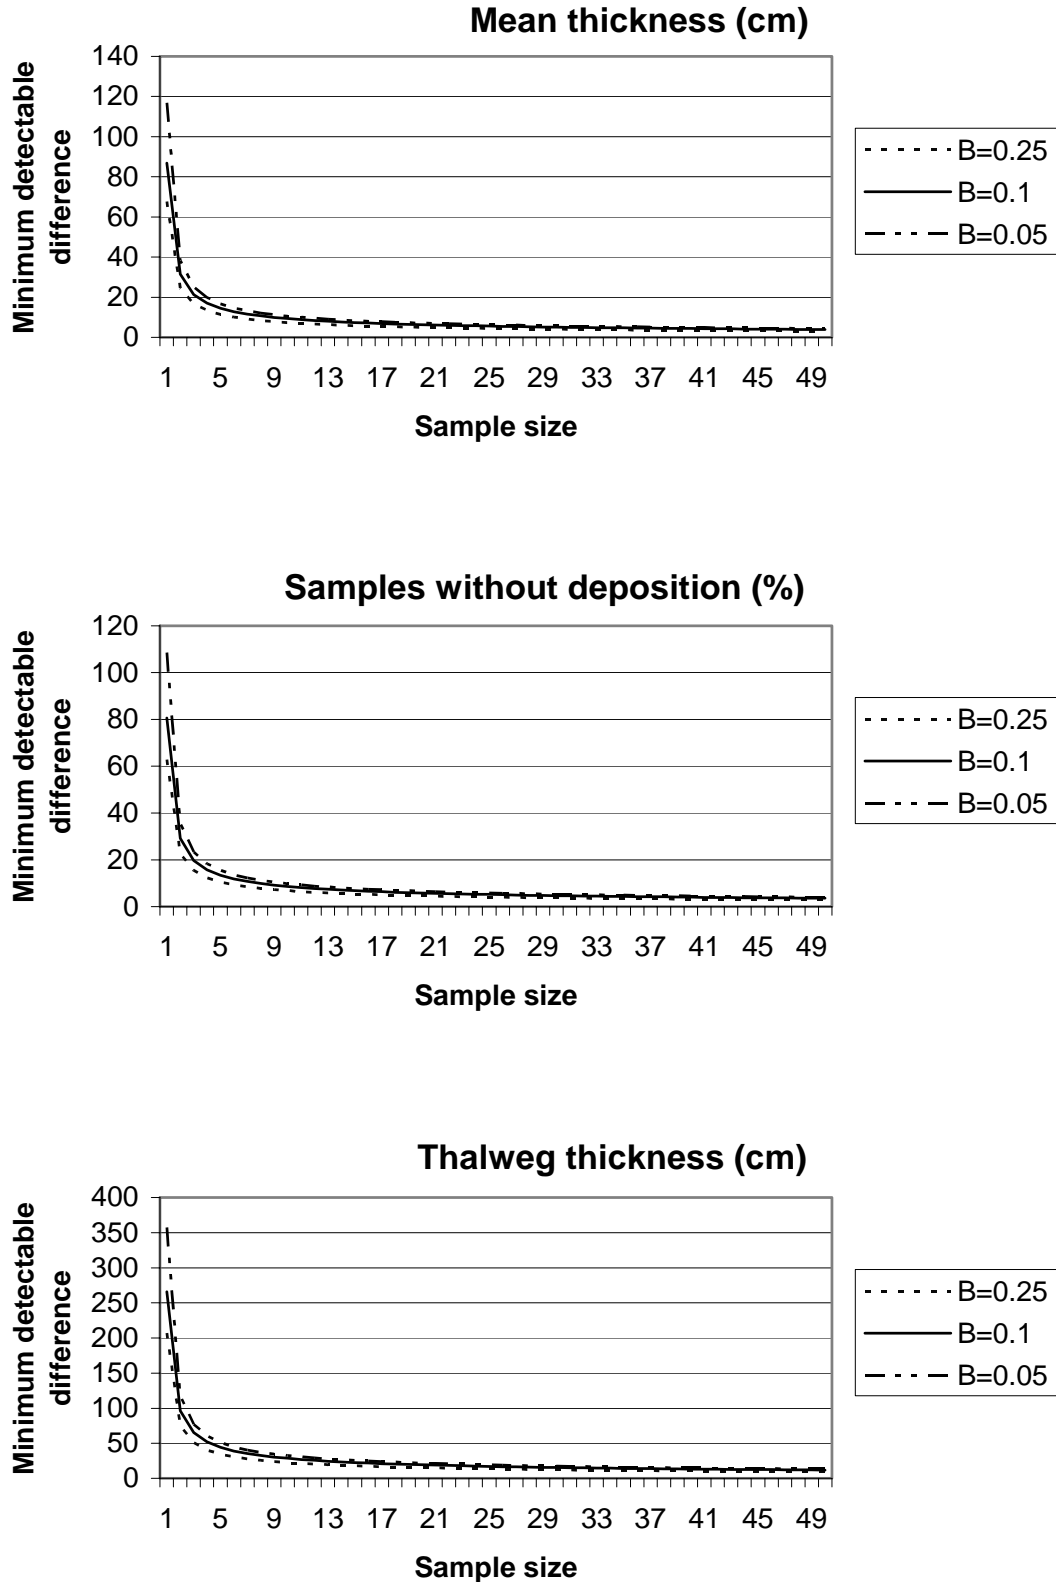 Mean thickness (cm)
Minimum detectable
difference
140
120
100
80
60
40
20
0
1 5 9 13 17 21 25 29 33 37 41 45 49
Sample size
B=0.25
B=0.1
B=0.05
Samples without deposition (%)
Minimum detectable
difference
120
100
80
60
40
20
0
1 5 9 13 17 21 25 29 33 37 41 45 49
Sample size
B=0.25
B=0.1
B=0.05
Thalweg thickness (cm)
Minimum detectable
difference
400
350
300
250
200
150
100
50
0
1 5 9 13 17 21 25 29 33 37 41 45 49
Sample size
B=0.25
B=0.1
B=0.05